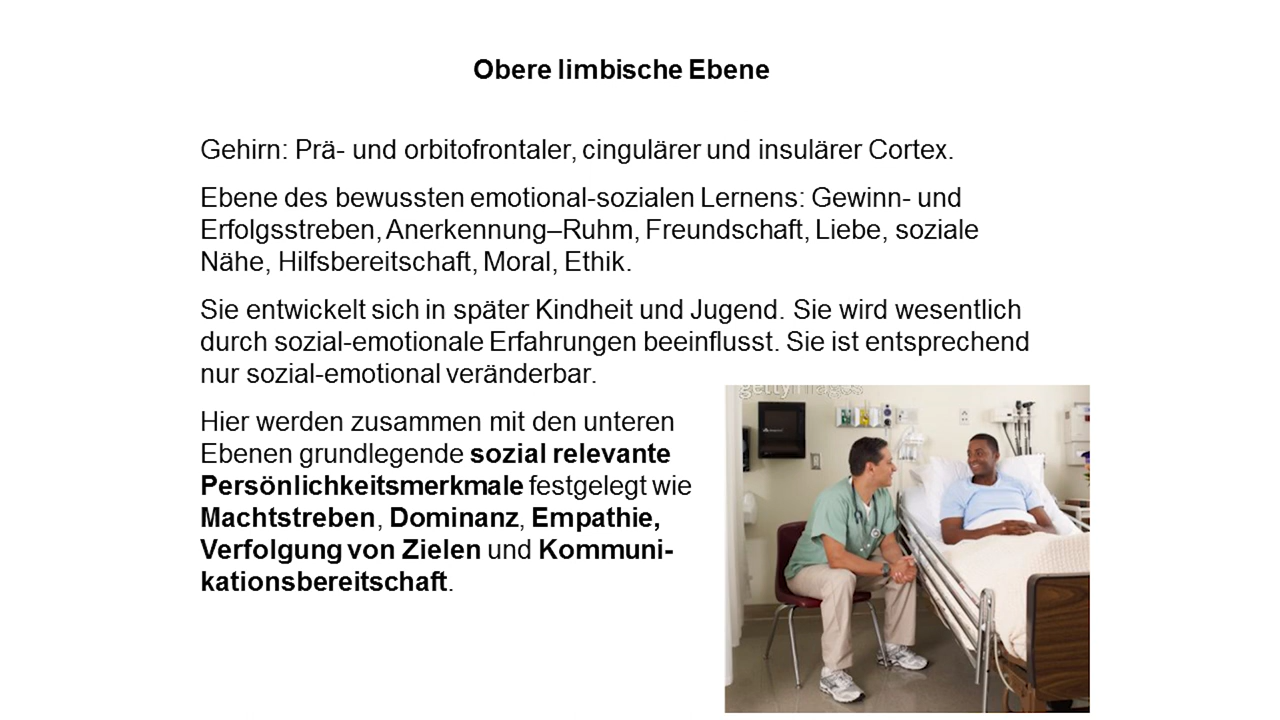 Obere limbische Ebene
Gehirn: Prä- und orbitofrontaler, cingulärer und insulärer Cortex.
Ebene des bewussten emotional-sozialen Lernens: Gewinn- und
Erfolgsstreben, Anerkennung–Ruhm, Freundschaft, Liebe, soziale
Nähe, Hilfsbereitschaft, Moral, Ethik.
Sie entwickelt sich in später Kindheit und Jugend. Sie wird wesentlich
durch sozial-emotionale Erfahrungen beeinflusst. Sie ist entsprechend
nur sozial-emotional veränderbar.
Hier werden zusammen mit den unteren
Ebenen grundlegende sozial relevante
Persönlichkeitsmerkmale festgelegt wie
Machtstreben, Dominanz, Empathie,
Verfolgung von Zielen und Kommuni-
kationsbereitschaft.
gettyimages